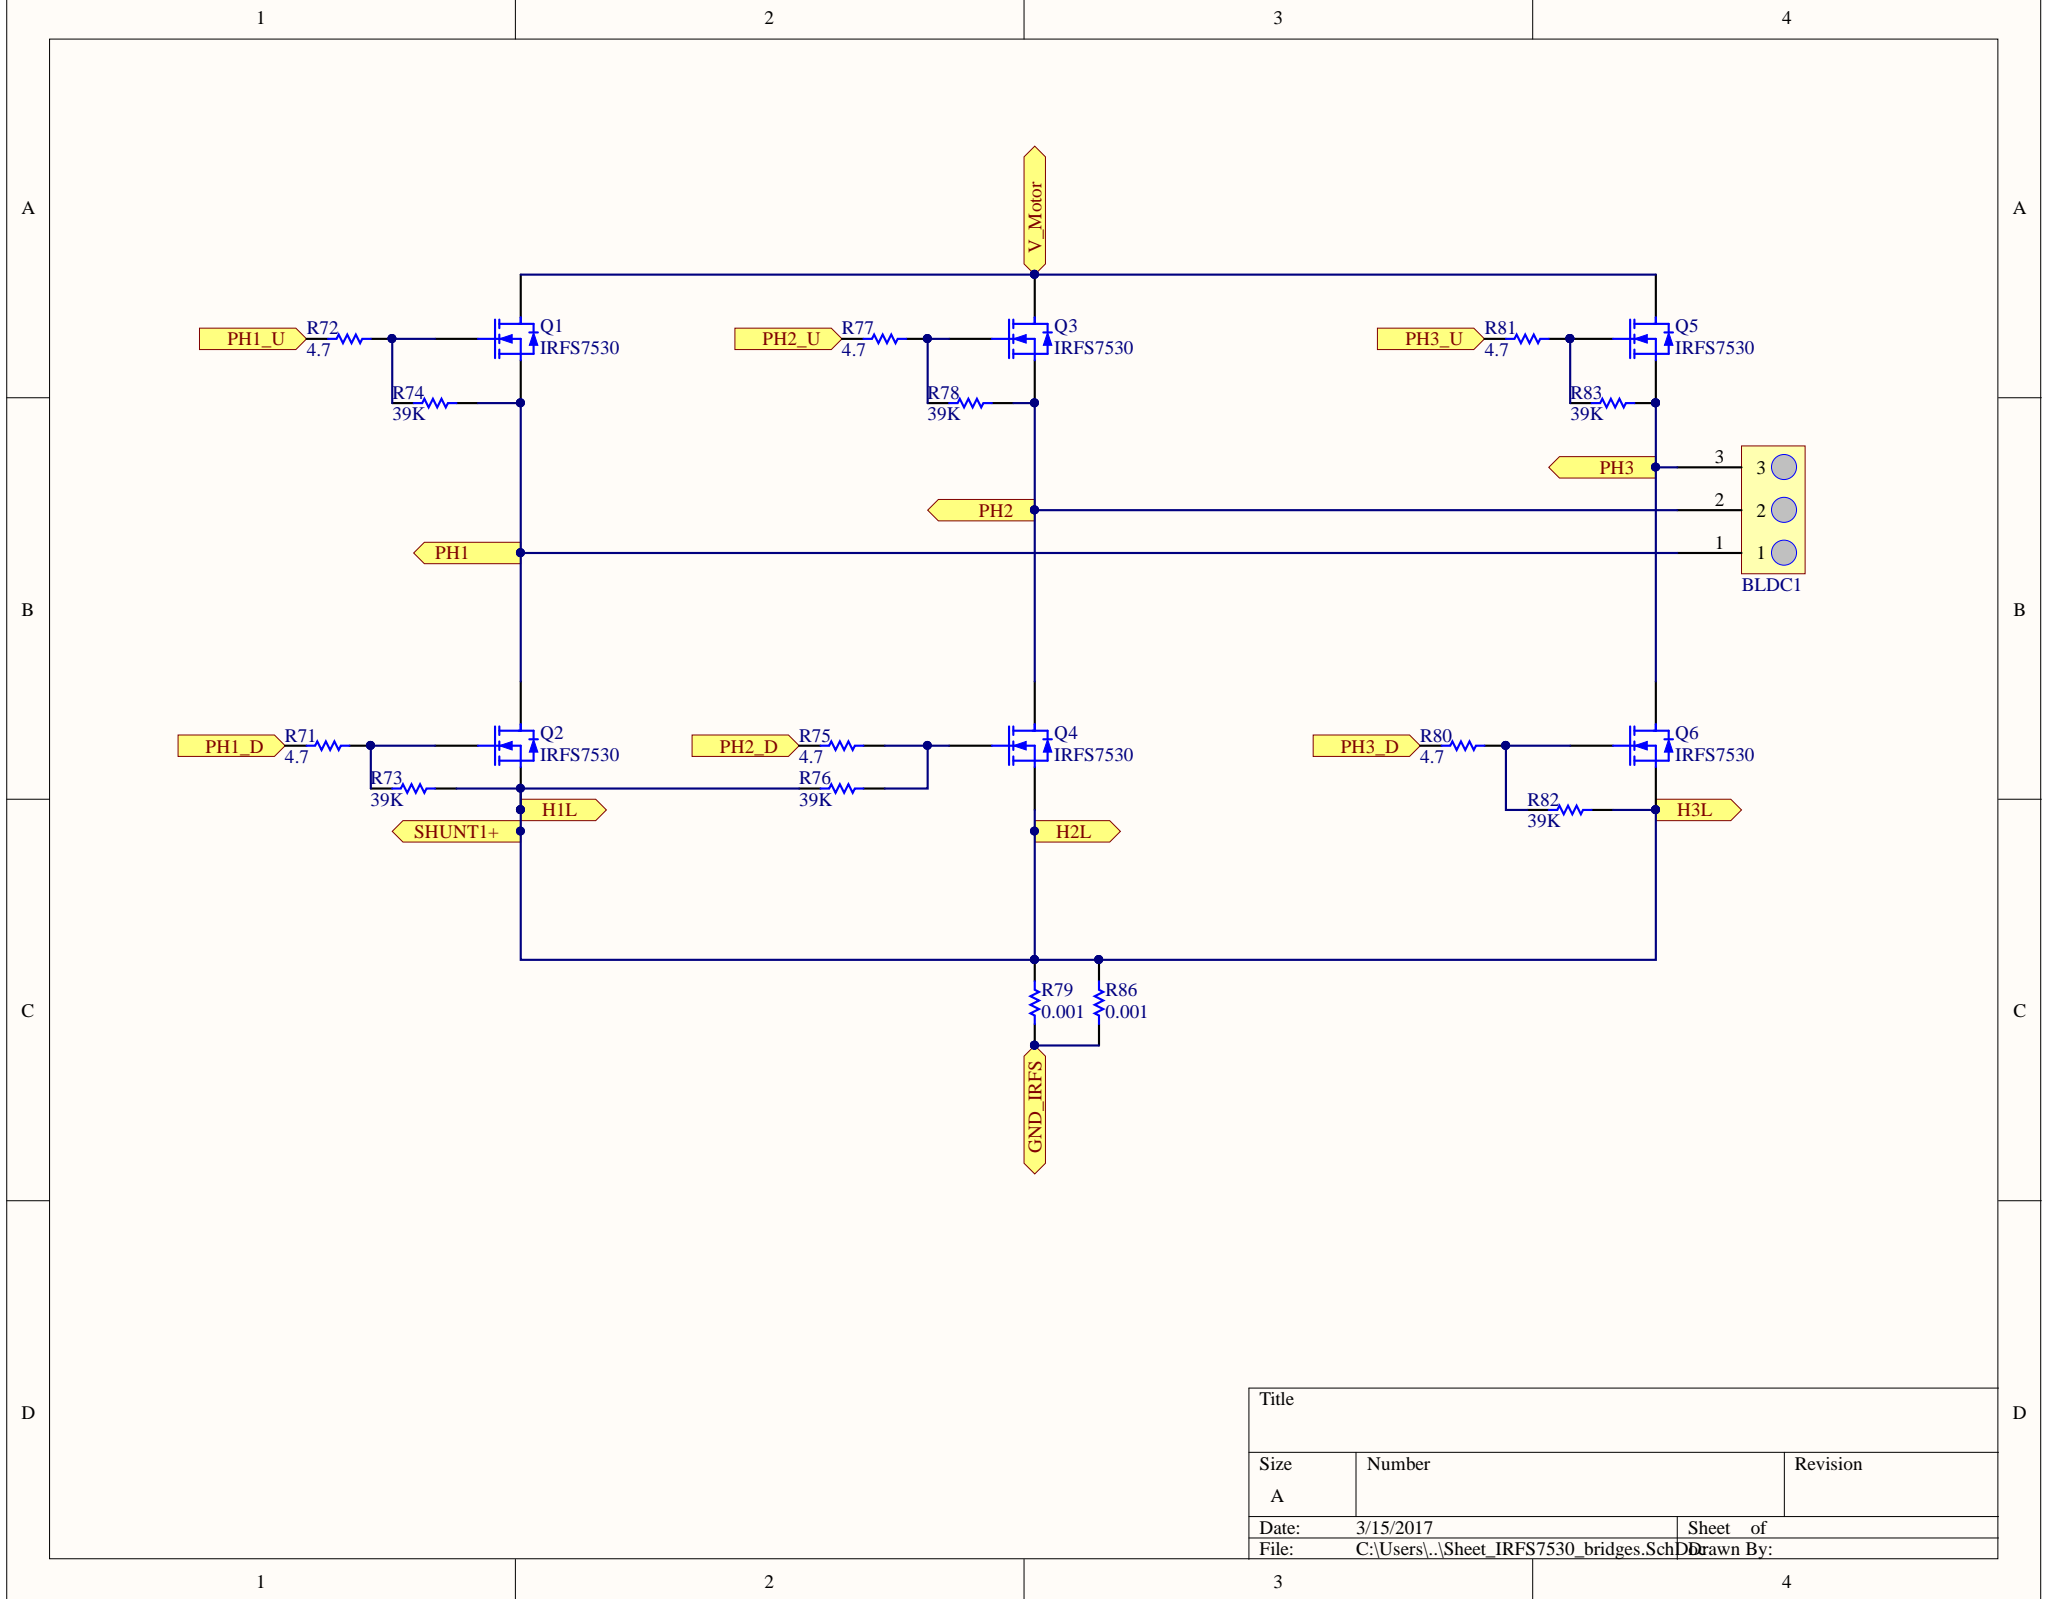 1 2 3 4
A A
V_Motor
PH1_U R72 4.7 Q1 IRFS7530
R74 39K
PH2_U R77 4.7 Q3 IRFS7530
R78 39K
PH3_U R81 4.7 Q5 IRFS7530
R83 39K
PH3 3 3
PH2 2 2
PH1 1 1
BLDC1
B B
PH1_D R71 4.7 Q2 IRFS7530
R73 39K
H1L
SHUNT1+
PH2_D R75 4.7 Q4 IRFS7530
R76 39K
H2L
PH3_D R80 4.7 Q6 IRFS7530
R82 39K
H3L
R79 0.001
R86 0.001
C C
GND_IRFS
D D
Title
Size Number Revision
A
Date: 3/15/2017 Sheet of
File: C:\Users\..\Sheet_IRFS7530_bridges.SchDoc Drawn By:
1 2 3 4